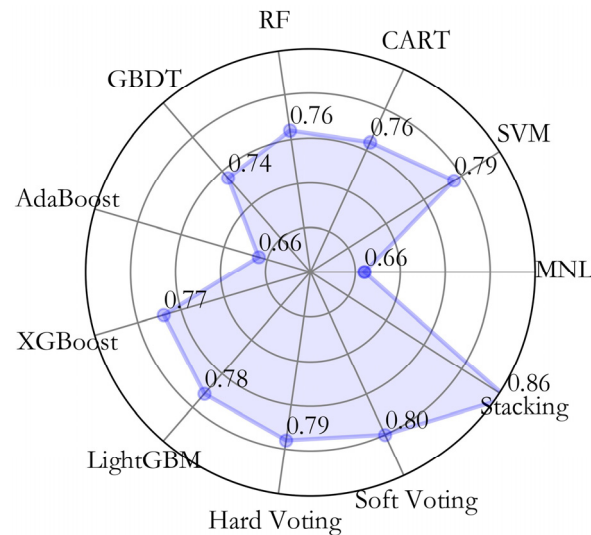 RF
CART
GBDT
0.76
0.76
SVM
0.74
0.79
AdaBoost
0.66
0.66
MNL
0.77
XGBoost
0.78
0.86
Stacking
0.79
0.80
LightGBM
Soft Voting
Hard Voting